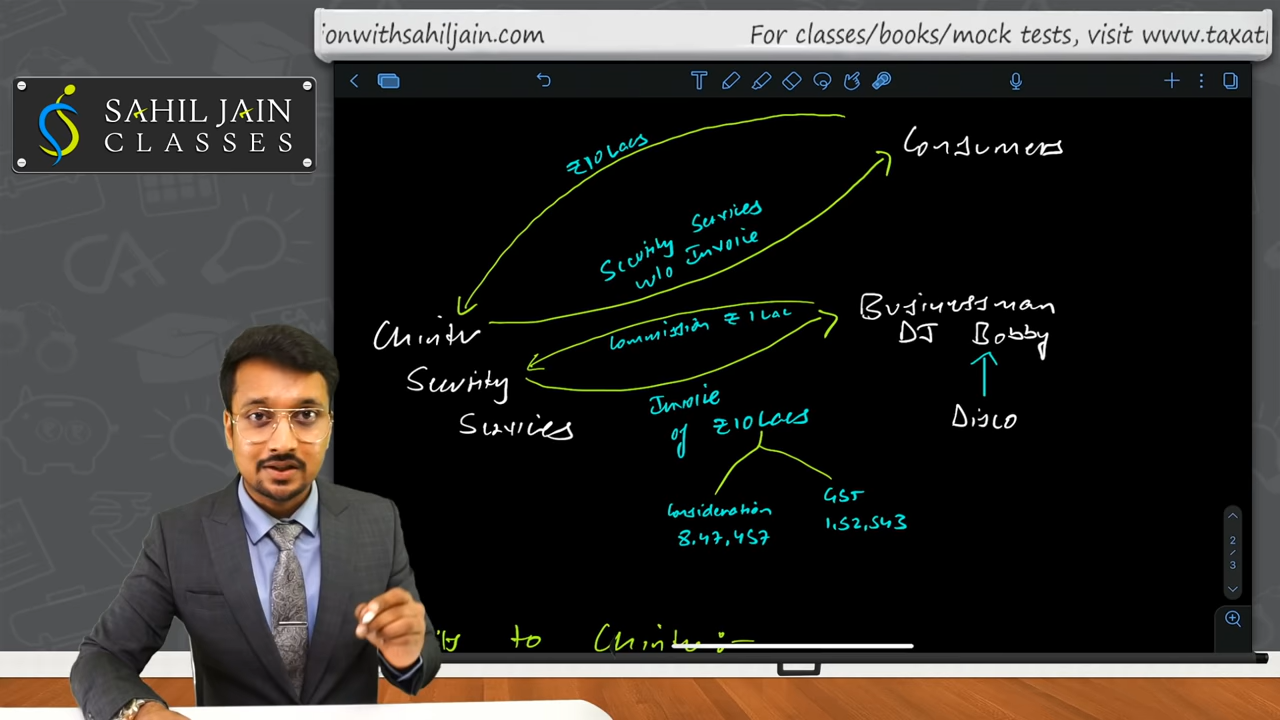 ionwithsahiljain.com For classes/books/mock tests, visit www.taxati
SAHIL JAIN
CLASSES
Consumers
₹10 Lacs
Security Services
w/o Invoice
Chintu
Security
Services
Commission ₹1 Lac
Businessman
DJ Bobby
Disco
Invoice
of ₹10 Lacs
Consideration
8,47,457
GST
1,52,543
to Chintu :-
2
/
3